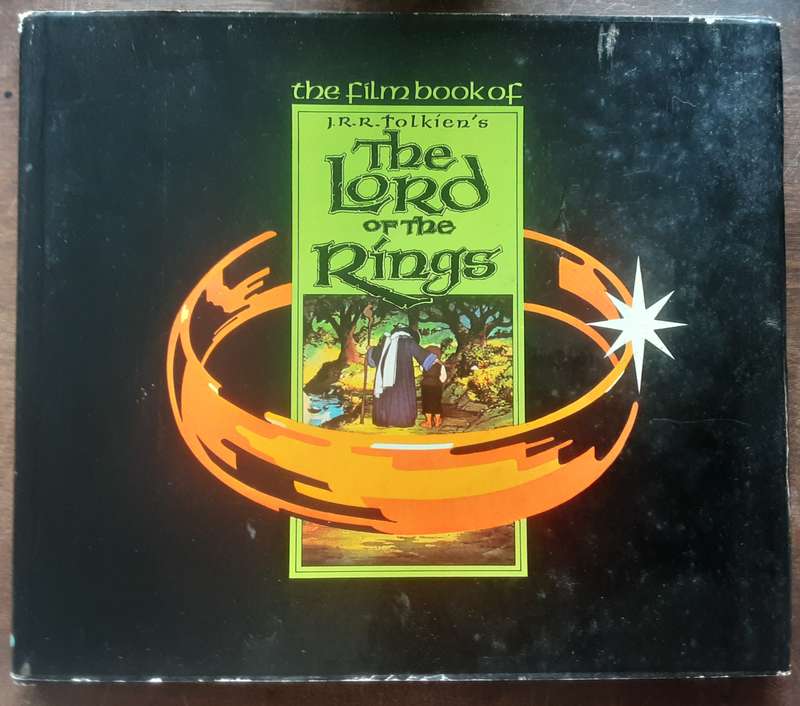 the film book of
J.R.R. Tolkien's
The
Lord
of the
Rings